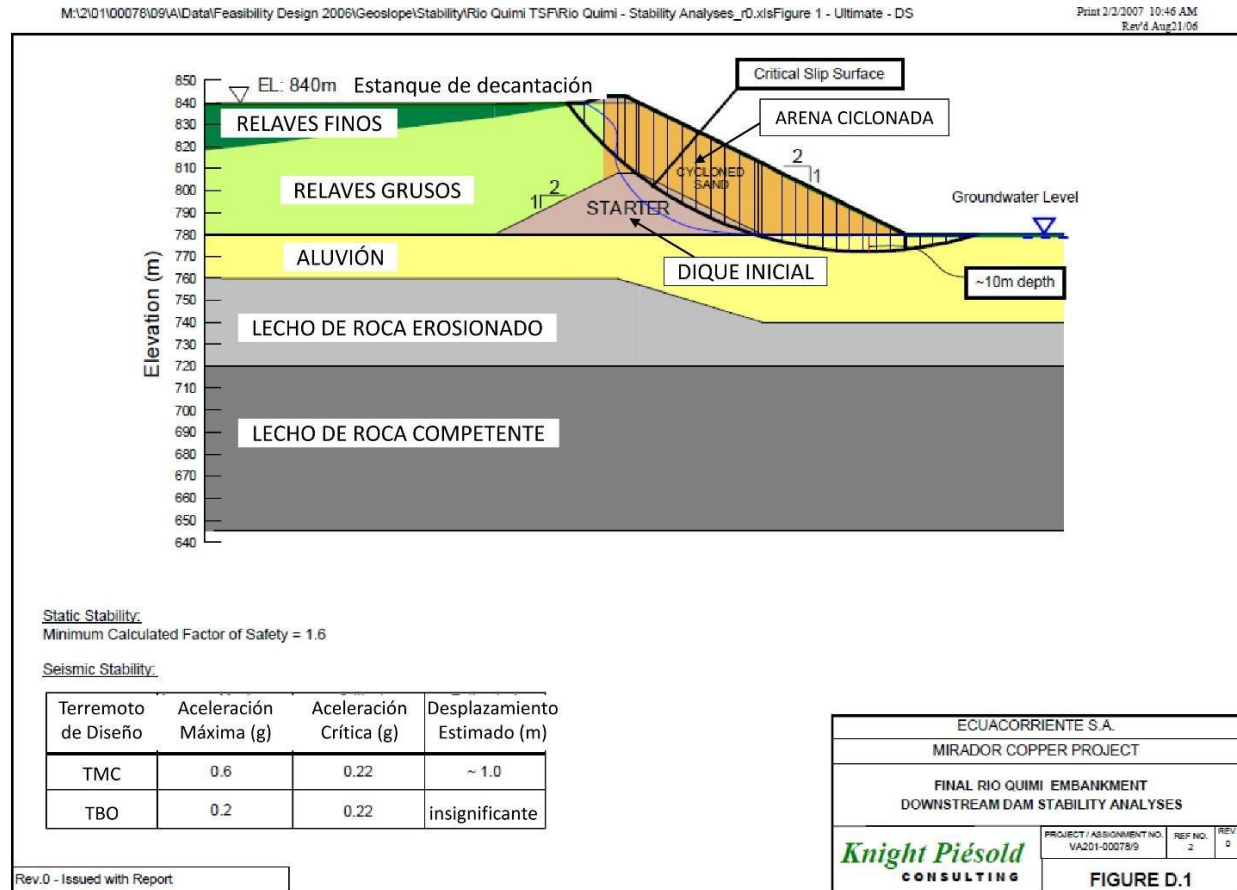 M:\2\01\00078\09\A\Data\Feasibility Design 2006\Geoslope\Stability\Rio Quimi TSF\Rio Quimi - Stability Analyses_r0.xlsFigure 1 - Ultimate - DS
Print 2/2/2007 10:46 AM
Rev'd Aug21/06
850
840
830
820
810
800
790
780
770
760
750
740
730
720
710
700
690
680
670
660
650
640
Elevation (m)
EL: 840m Estanque de decantación
RELAVES FINOS
RELAVES GRUSOS
Critical Slip Surface
ARENA CICLONADA
CYCLONED
SAND
2
1
2
1
STARTER
Groundwater Level
ALUVIÓN
DIQUE INICIAL
~10m depth
LECHO DE ROCA EROSIONADO
LECHO DE ROCA COMPETENTE
Static Stability:
Minimum Calculated Factor of Safety = 1.6
Seismic Stability:
Terremoto de Diseño Aceleración Máxima (g) Aceleración Crítica (g) Desplazamiento Estimado (m)
TMC 0.6 0.22 ~ 1.0
TBO 0.2 0.22 insignificante
ECUACORRIENTE S.A.
MIRADOR COPPER PROJECT
FINAL RIO QUIMI EMBANKMENT
DOWNSTREAM DAM STABILITY ANALYSES
Knight Piésold
CONSULTING
PROJECT / ASSIGNMENT NO. REF NO. REV
VA201-00078/9 2 0
FIGURE D.1
Rev.0 - Issued with Report